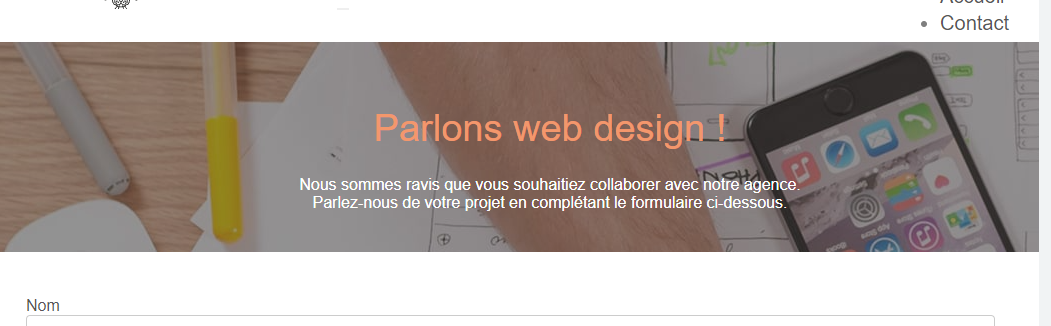 Contact
Parlons web design !
Nous sommes ravis que vous souhaitiez collaborer avec notre agence.
Parlez-nous de votre projet en complétant le formulaire ci-dessous.
Nom